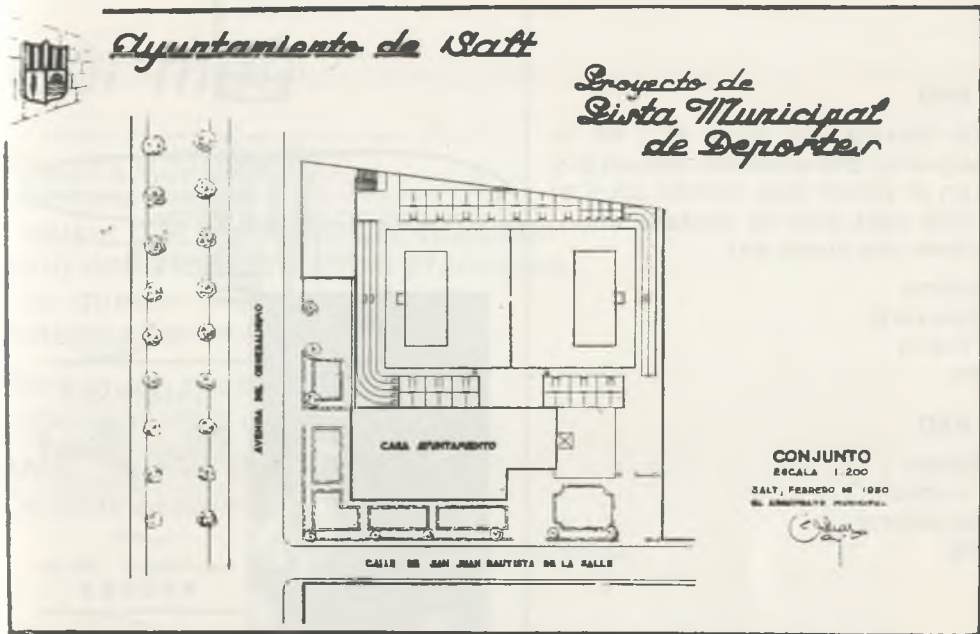 Ayuntamiento de Salt
Proyecto de
Pista Municipal
de Deportes
AVENIDA DEL GENERALISIMO
CASA AYUNTAMIENTO
CONJUNTO
ESCALA 1:200
SALT, FEBRERO DE 1950
EL ARQUITECTO MUNICIPAL
CALLE DE SAN JUAN BAUTISTA DE LA SALLE